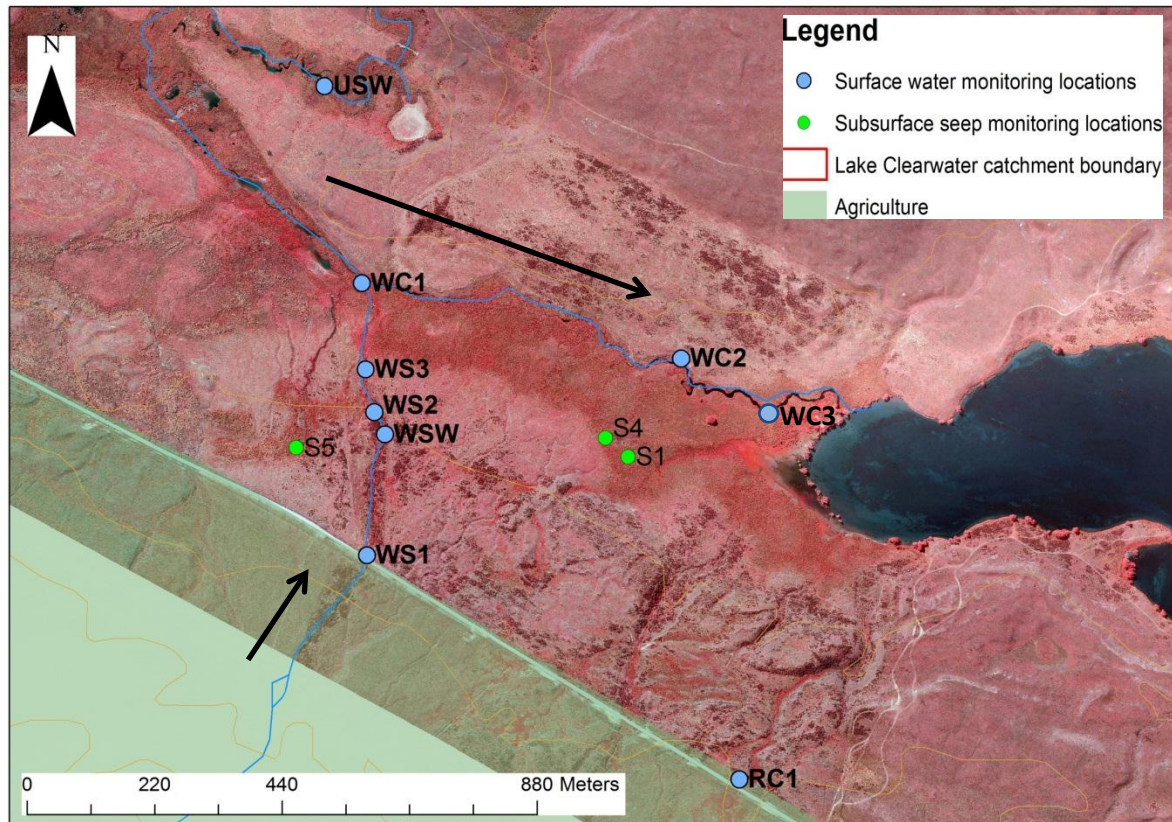 N
Legend
Surface water monitoring locations
Subsurface seep monitoring locations
Lake Clearwater catchment boundary
Agriculture
USW
WC1
WC2
WS3
WS2
WC3
WSW
S4
S5
S1
WS1
RC1
0 220 440 880 Meters